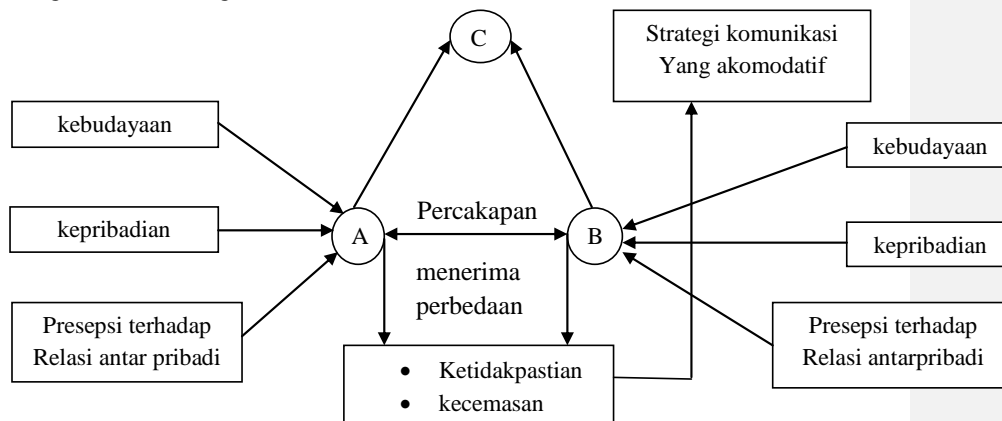 C
Strategi komunikasi
Yang akomodatif
kebudayaan
kebudayaan
Percakapan
kepribadian
A
B
kepribadian
menerima
perbedaan
Presepsi terhadap
Relasi antar pribadi
Presepsi terhadap
Relasi antarpribadi
• Ketidakpastian
• kecemasan